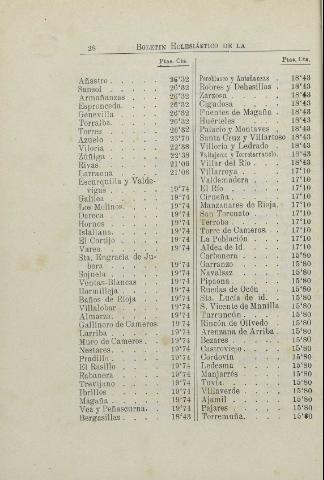 28 BOLETIN ECLESIÁSTICO DE LA
Ptas. Cts.
Añastro . . . . . 26'32
Sansol . . . . . 26'32
Armañanzas . . . . 26'32
Espronceda . . . . 26'32
Genevilla . . . . 26'32
Torralba . . . . . 26'32
Torres . . . . . 26'32
Azuelo . . . . . 23'70
Viloria . . . . . 22'38
Zúñiga . . . . . 22'38
Rivas . . . . . 21'06
Larraona . . . . . 21'06
Escurquilla y Valde-
vigas . . . . . 19'74
Galilea . . . . . 19'74
Los Molinos . . . . 19'74
Daroca . . . . . 19'74
Hornos . . . . . 19'74
Islallana . . . . . 19'74
El Cortijo . . . . 19'74
Varea . . . . . 19'74
Sta. Engracia de Ju-
bera . . . . . 19'74
Sojuela . . . . . 19'74
Ventas-Blancas . . . 19'74
Hormilleja . . . . 19'74
Baños de Rioja . . . 19'74
Villalobar . . . . 19'74
Almarza . . . . . 19'74
Gallinero de Cameros 19'74
Larriba . . . . . 19'74
Muro de Cameros . . 19'74
Nestares . . . . . 19'74
Pradillo . . . . . 19'74
El Rasillo . . . . 19'74
Rabanera . . . . . 19'74
Trevijano . . . . 19'74
Ibrillos . . . . . 19'74
Magaña . . . . . 19'74
Vea y Peñascurna . . 19'74
Bergasillas . . . . 18'43
Ptas. Cts.
Peroblasco y Antoñanzas . 18'43
Robres y Dehesillas . 18'43
Zarzosa . . . . . 18'43
Cigudosa . . . . . 18'43
Fuentes de Magaña . 18'43
Huérteles . . . . 18'43
Palacio y Montaves . 18'43
Santa Cruz y Villartoso 18'43
Villoria y Ledrado . 18'43
Valtajeros y Torretarrancho. 18'43
Villar del Río . . . 18'43
Villarroya . . . . 17'10
Valdemadera . . . 17'10
El Río . . . . . 17'10
Cirueña . . . . . 17'10
Manzanares de Rioja. 17'10
San Torcuato . . . 17'10
Terroba . . . . . 17'10
Torre de Cameros . . 17'10
La Población . . . 17'10
Aldea de id. . . . 17'10
Carbonera . . . . 15'80
Garranzo . . . . . 15'80
Navalsaz . . . . . 15'80
Pipaona . . . . . 15'80
Ruedas de Ocón . . 15'80
Sta. Lucía de id. . . 15'80
S. Vicente de Munilla 15'80
Turruncún . . . . 15'80
Rincón de Olivedo . 15'80
Arenzana de Arriba . 15'80
Bezares . . . . . 15'80
Castroviejo . . . . 15'80
Cordovín . . . . . 15'80
Ledesma . . . . . 15'80
Manjarrés . . . . 15'80
Tovía . . . . . 15'80
Villaverde . . . . 15'80
Ajamil . . . . . 15'80
Pajares . . . . . 15'80
Torremuña . . . . 15'80